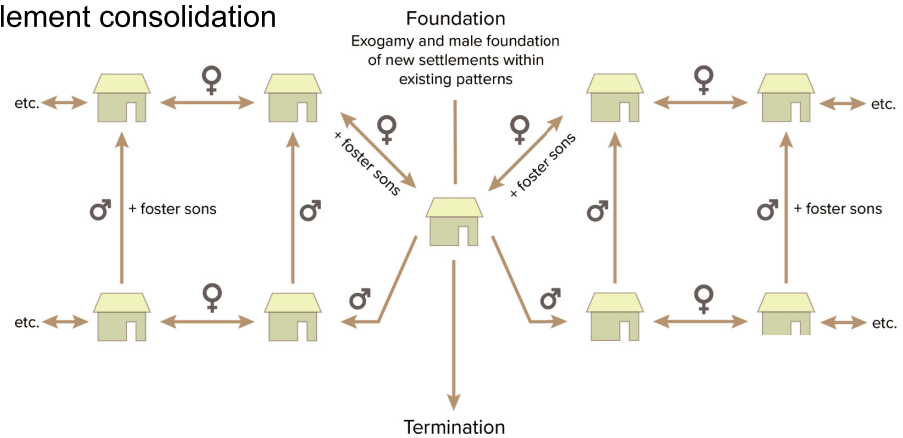 lement consolidation
Foundation
Exogamy and male foundation
of new settlements within
existing patterns
etc.
♀
♀
♀
♀
etc.
+ foster sons
+ foster sons
♂
+ foster sons
♂
♂
♂
+ foster sons
♀
♂
♂
♀
etc.
etc.
Termination